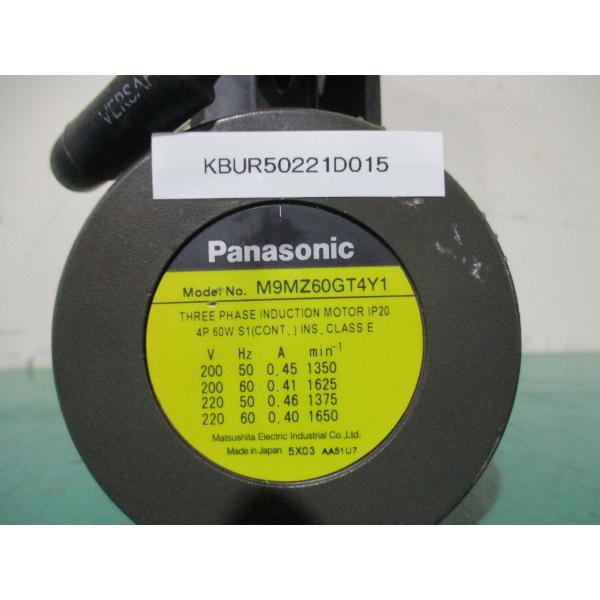 VERSAF
KBUR50221D015
Panasonic
Model No. M9MZ60GT4Y1
THREE PHASE INDUCTION MOTOR IP20
4P 60W S1(CONT.) INS. CLASS E
V Hz A min-1
200 50 0.45 1350
200 60 0.41 1625
220 50 0.46 1375
220 60 0.40 1650
Matsushita Electric Industrial Co.,Ltd.
Made in Japan 5X03 AA51U7